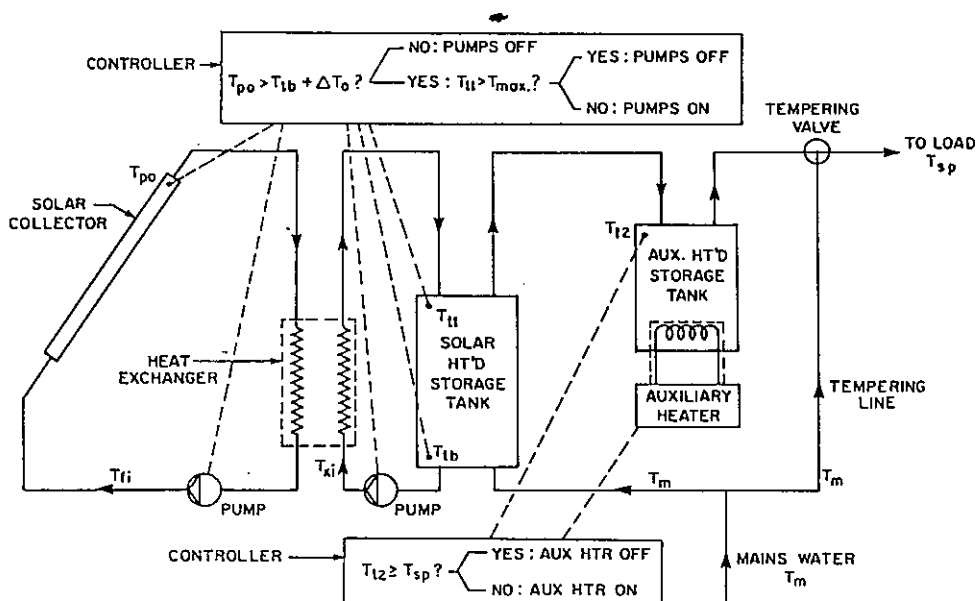 CONTROLLER
NO: PUMPS OFF
T_po > T_tb + ΔT_o ?
YES: T_t1 > T_max. ?
YES: PUMPS OFF
NO: PUMPS ON
TEMPERING
VALVE
TO LOAD
T_sp
T_po
SOLAR
COLLECTOR
T_t2
AUX. HT'D
STORAGE
TANK
T_t1
SOLAR
HT'D
STORAGE
TANK
HEAT
EXCHANGER
AUXILIARY
HEATER
TEMPERING
LINE
T_tb
T_fi
T_xi
T_m
T_m
PUMP
PUMP
CONTROLLER
T_t2 ≥ T_sp ?
YES: AUX HTR OFF
NO: AUX HTR ON
MAINS WATER
T_m